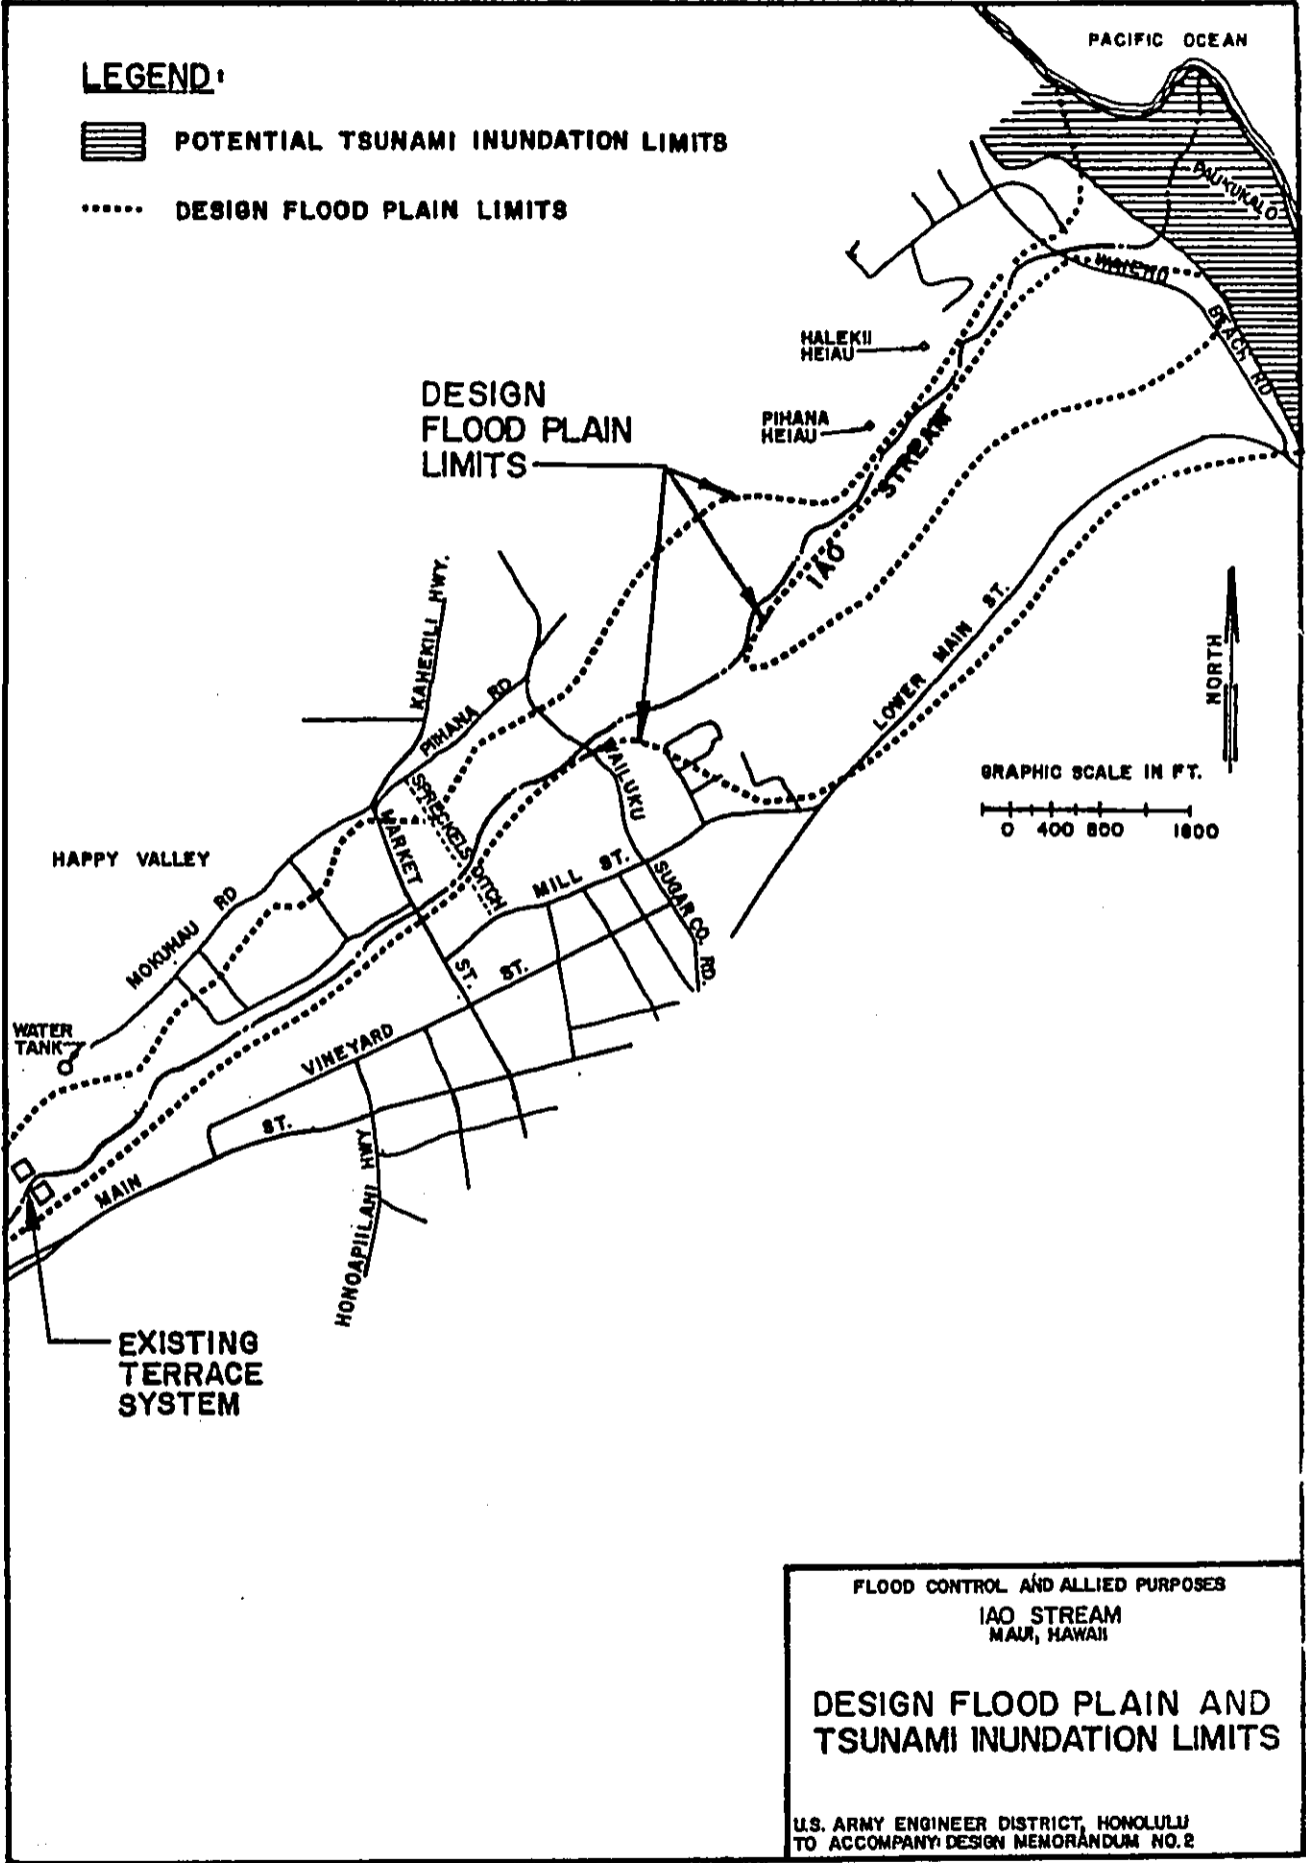 PACIFIC OCEAN
LEGEND:
POTENTIAL TSUNAMI INUNDATION LIMITS
DESIGN FLOOD PLAIN LIMITS
PAUKUKALO
WAIEHU
BEACH RD
HALEKII
HEIAU
PIHANA
HEIAU
DESIGN
FLOOD PLAIN
LIMITS
IAO STREAM
KAHEKILI HWY.
PIIHANA RD
LOWER MAIN ST.
NORTH
GRAPHIC SCALE IN FT.
0 400 800 1600
SPRECKELS DITCH
WAILUKU
SUGAR CO. RD.
MARKET
ST.
MILL ST.
HAPPY VALLEY
MOKUHAU RD
WATER
TANK
VINEYARD
ST.
MAIN
ST.
HONOAPIILANI HWY
EXISTING
TERRACE
SYSTEM
FLOOD CONTROL AND ALLIED PURPOSES
IAO STREAM
MAUI, HAWAII
DESIGN FLOOD PLAIN AND
TSUNAMI INUNDATION LIMITS
U.S. ARMY ENGINEER DISTRICT, HONOLULU
TO ACCOMPANY DESIGN MEMORANDUM NO. 2